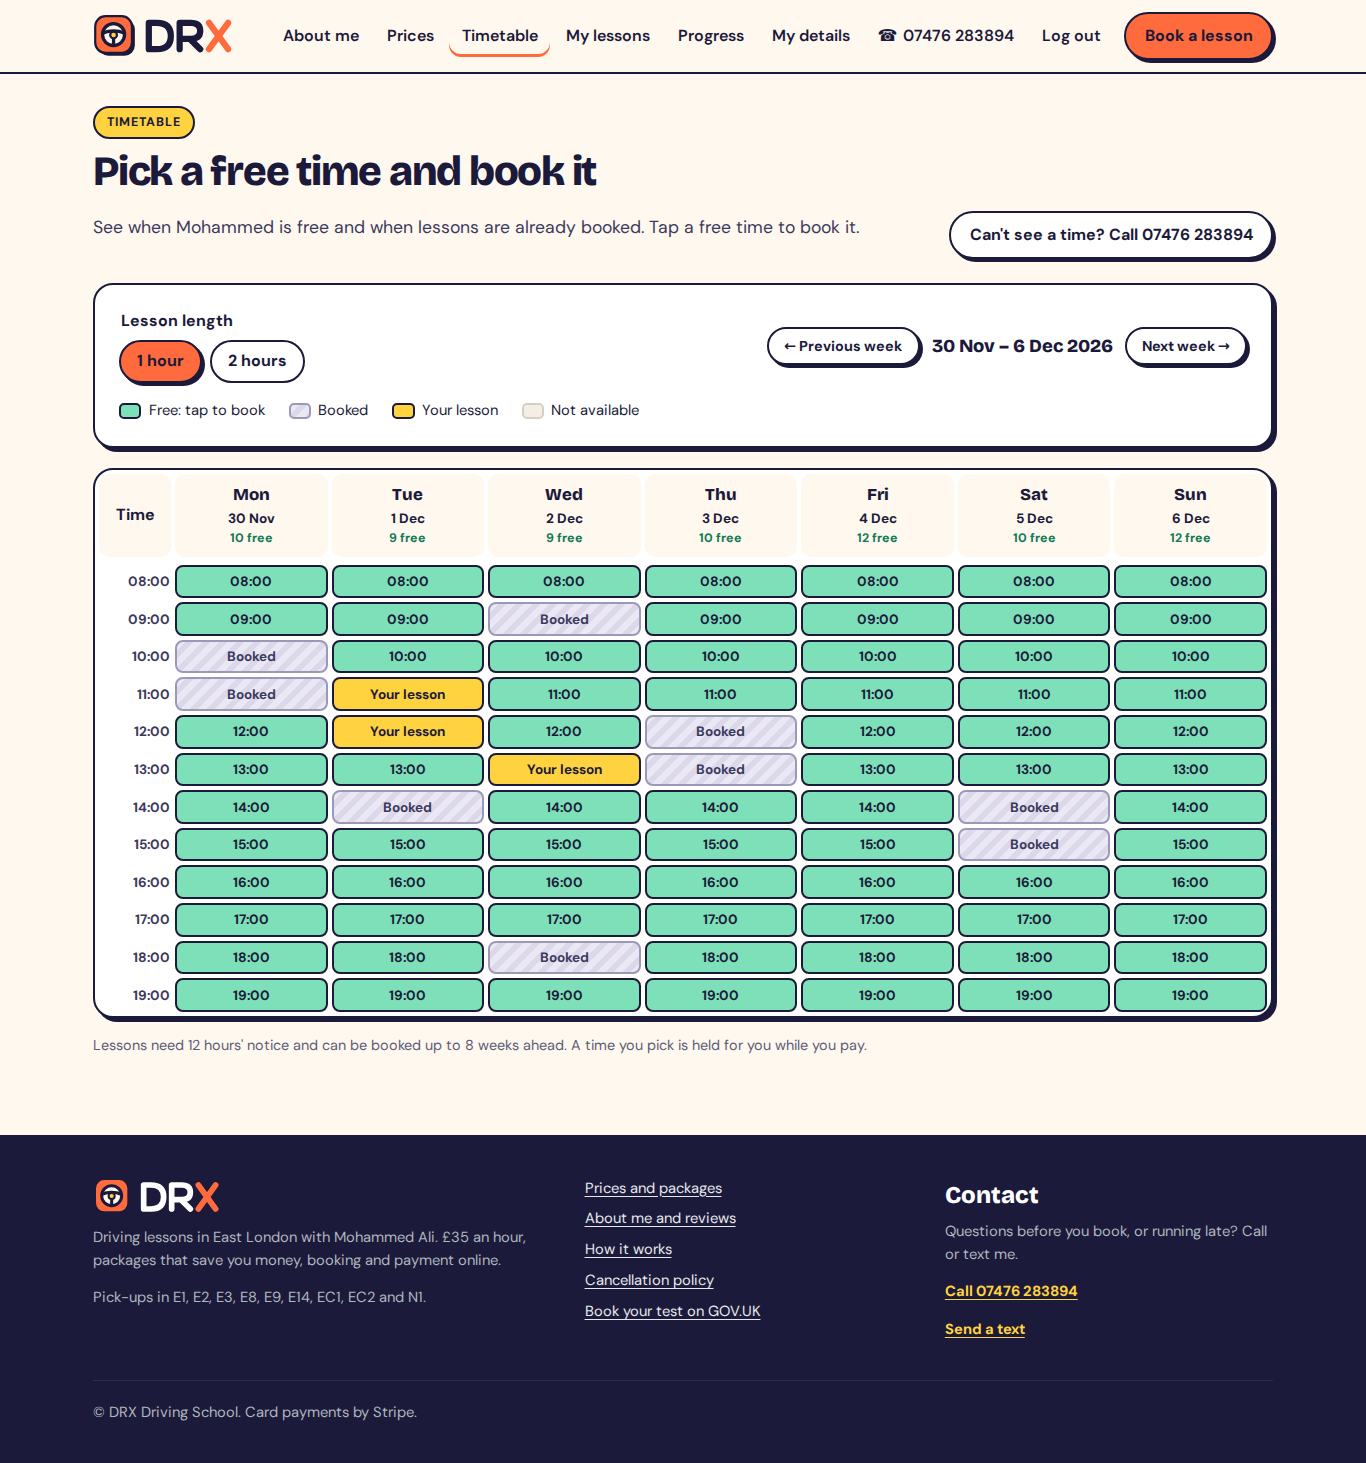 DRX
About me Prices Timetable My lessons Progress My details ☎ 07476 283894 Log out Book a lesson
TIMETABLE
Pick a free time and book it
See when Mohammed is free and when lessons are already booked. Tap a free time to book it.
Can't see a time? Call 07476 283894
Lesson length
1 hour 2 hours
← Previous week 30 Nov – 6 Dec 2026 Next week →
Free: tap to book Booked Your lesson Not available
Time Mon Tue Wed Thu Fri Sat Sun
30 Nov 1 Dec 2 Dec 3 Dec 4 Dec 5 Dec 6 Dec
10 free 9 free 9 free 10 free 12 free 10 free 12 free
08:00 08:00 08:00 08:00 08:00 08:00 08:00 08:00
09:00 09:00 09:00 Booked 09:00 09:00 09:00 09:00
10:00 Booked 10:00 10:00 10:00 10:00 10:00 10:00
11:00 Booked Your lesson 11:00 11:00 11:00 11:00 11:00
12:00 12:00 Your lesson 12:00 Booked 12:00 12:00 12:00
13:00 13:00 13:00 Your lesson Booked 13:00 13:00 13:00
14:00 14:00 Booked 14:00 14:00 14:00 Booked 14:00
15:00 15:00 15:00 15:00 15:00 15:00 Booked 15:00
16:00 16:00 16:00 16:00 16:00 16:00 16:00 16:00
17:00 17:00 17:00 17:00 17:00 17:00 17:00 17:00
18:00 18:00 18:00 Booked 18:00 18:00 18:00 18:00
19:00 19:00 19:00 19:00 19:00 19:00 19:00 19:00
Lessons need 12 hours' notice and can be booked up to 8 weeks ahead. A time you pick is held for you while you pay.
DRX
Driving lessons in East London with Mohammed Ali. £35 an hour,
packages that save you money, booking and payment online.
Pick-ups in E1, E2, E3, E8, E9, E14, EC1, EC2 and N1.
Prices and packages
About me and reviews
How it works
Cancellation policy
Book your test on GOV.UK
Contact
Questions before you book, or running late? Call
or text me.
Call 07476 283894
Send a text
© DRX Driving School. Card payments by Stripe.